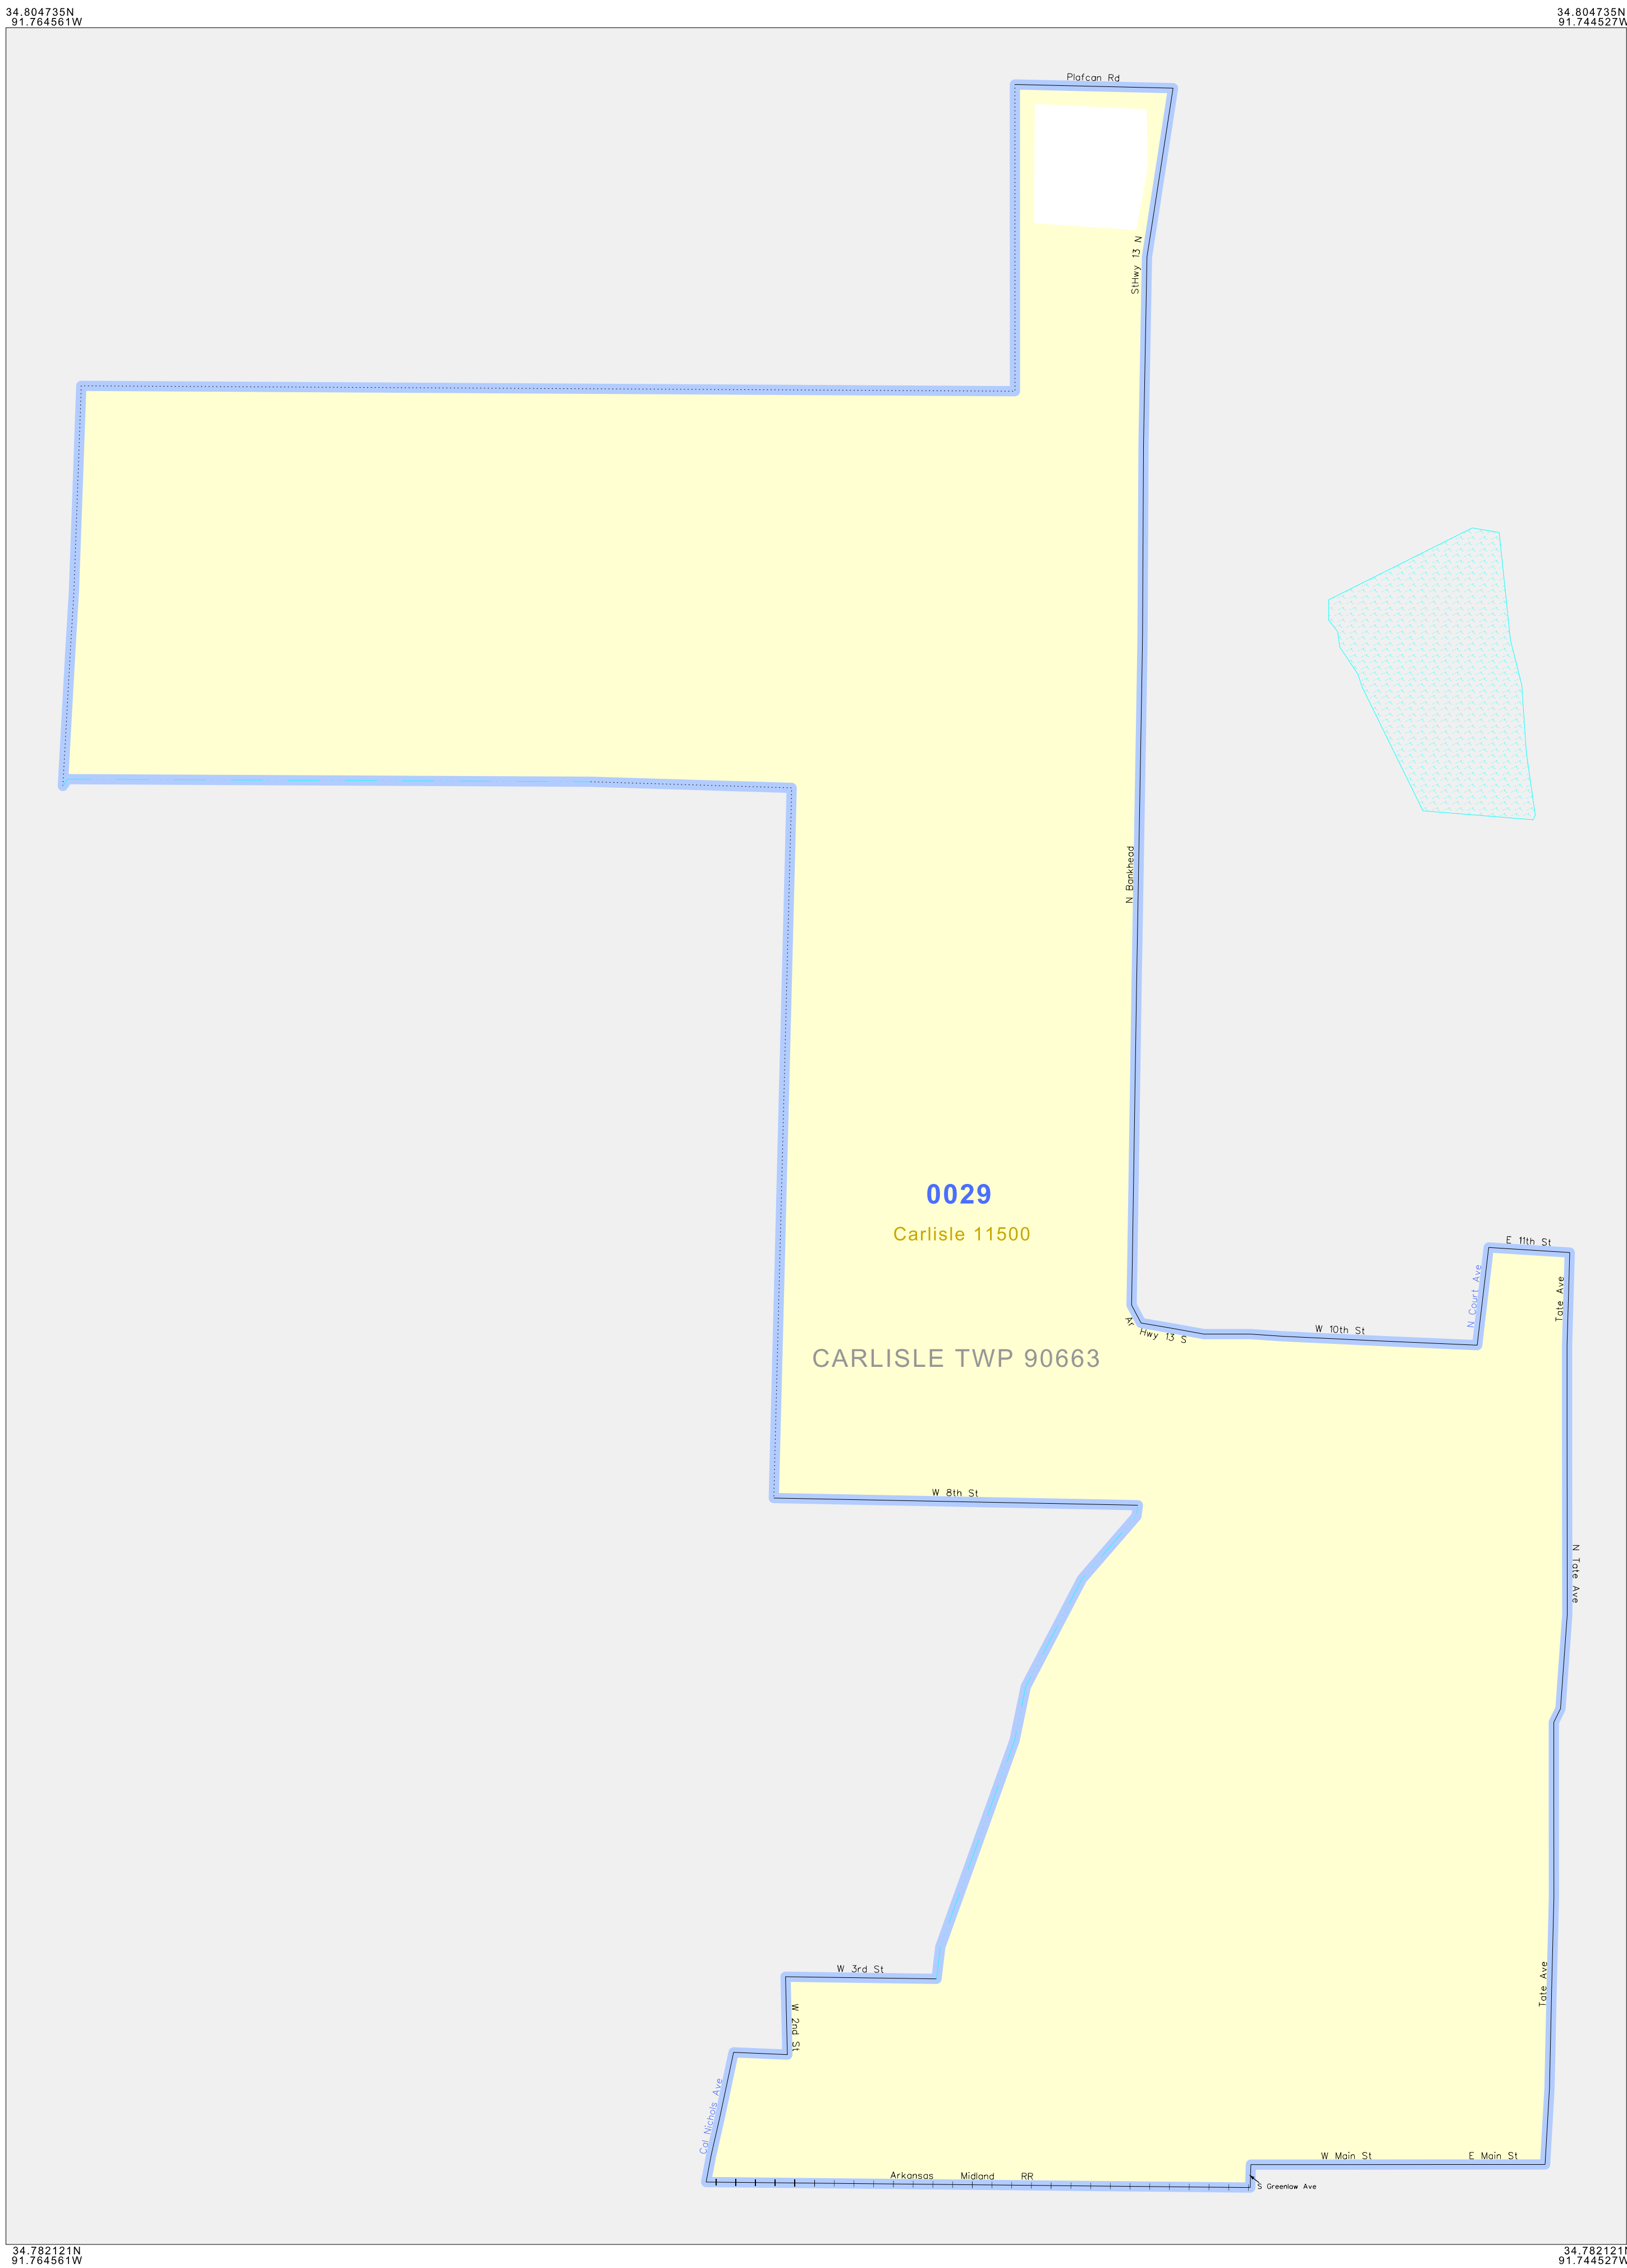 34.804735N
91.764561W
34.804735N
91.744527W
Plafcan Rd
StHwy 13 N
N Bankhead
0029
Carlisle 11500
E 11th St
N Court Ave
Tate Ave
Ar Hwy 13 S
W 10th St
CARLISLE TWP 90663
W 8th St
N Tate Ave
W 3rd St
Tate Ave
W 2nd St
Col Nichols Ave
W Main St
E Main St
Arkansas Midland RR
S Greenlaw Ave
34.782121N
91.764561W
34.782121N
91.744527W